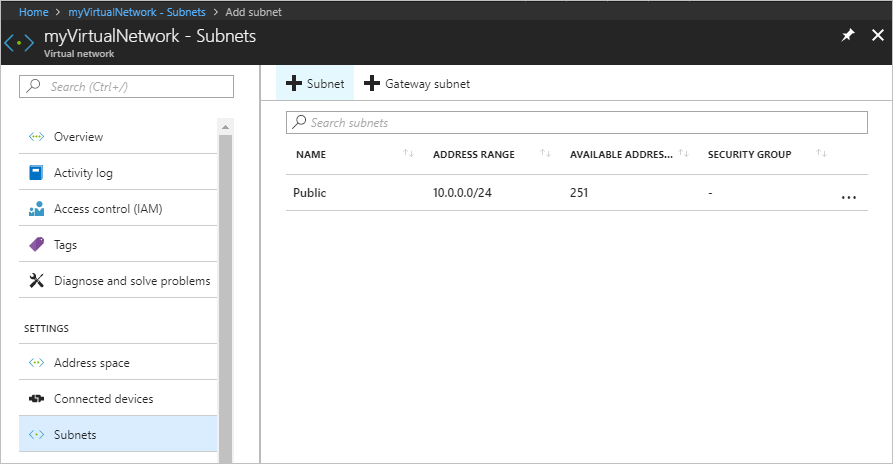 Home > myVirtualNetwork - Subnets > Add subnet
myVirtualNetwork - Subnets
Virtual network
Search (Ctrl+/)
Overview
Activity log
Access control (IAM)
Tags
Diagnose and solve problems
SETTINGS
Address space
Connected devices
Subnets
+ Subnet + Gateway subnet
Search subnets
NAME ADDRESS RANGE AVAILABLE ADDRES... SECURITY GROUP
Public 10.0.0.0/24 251 - ...